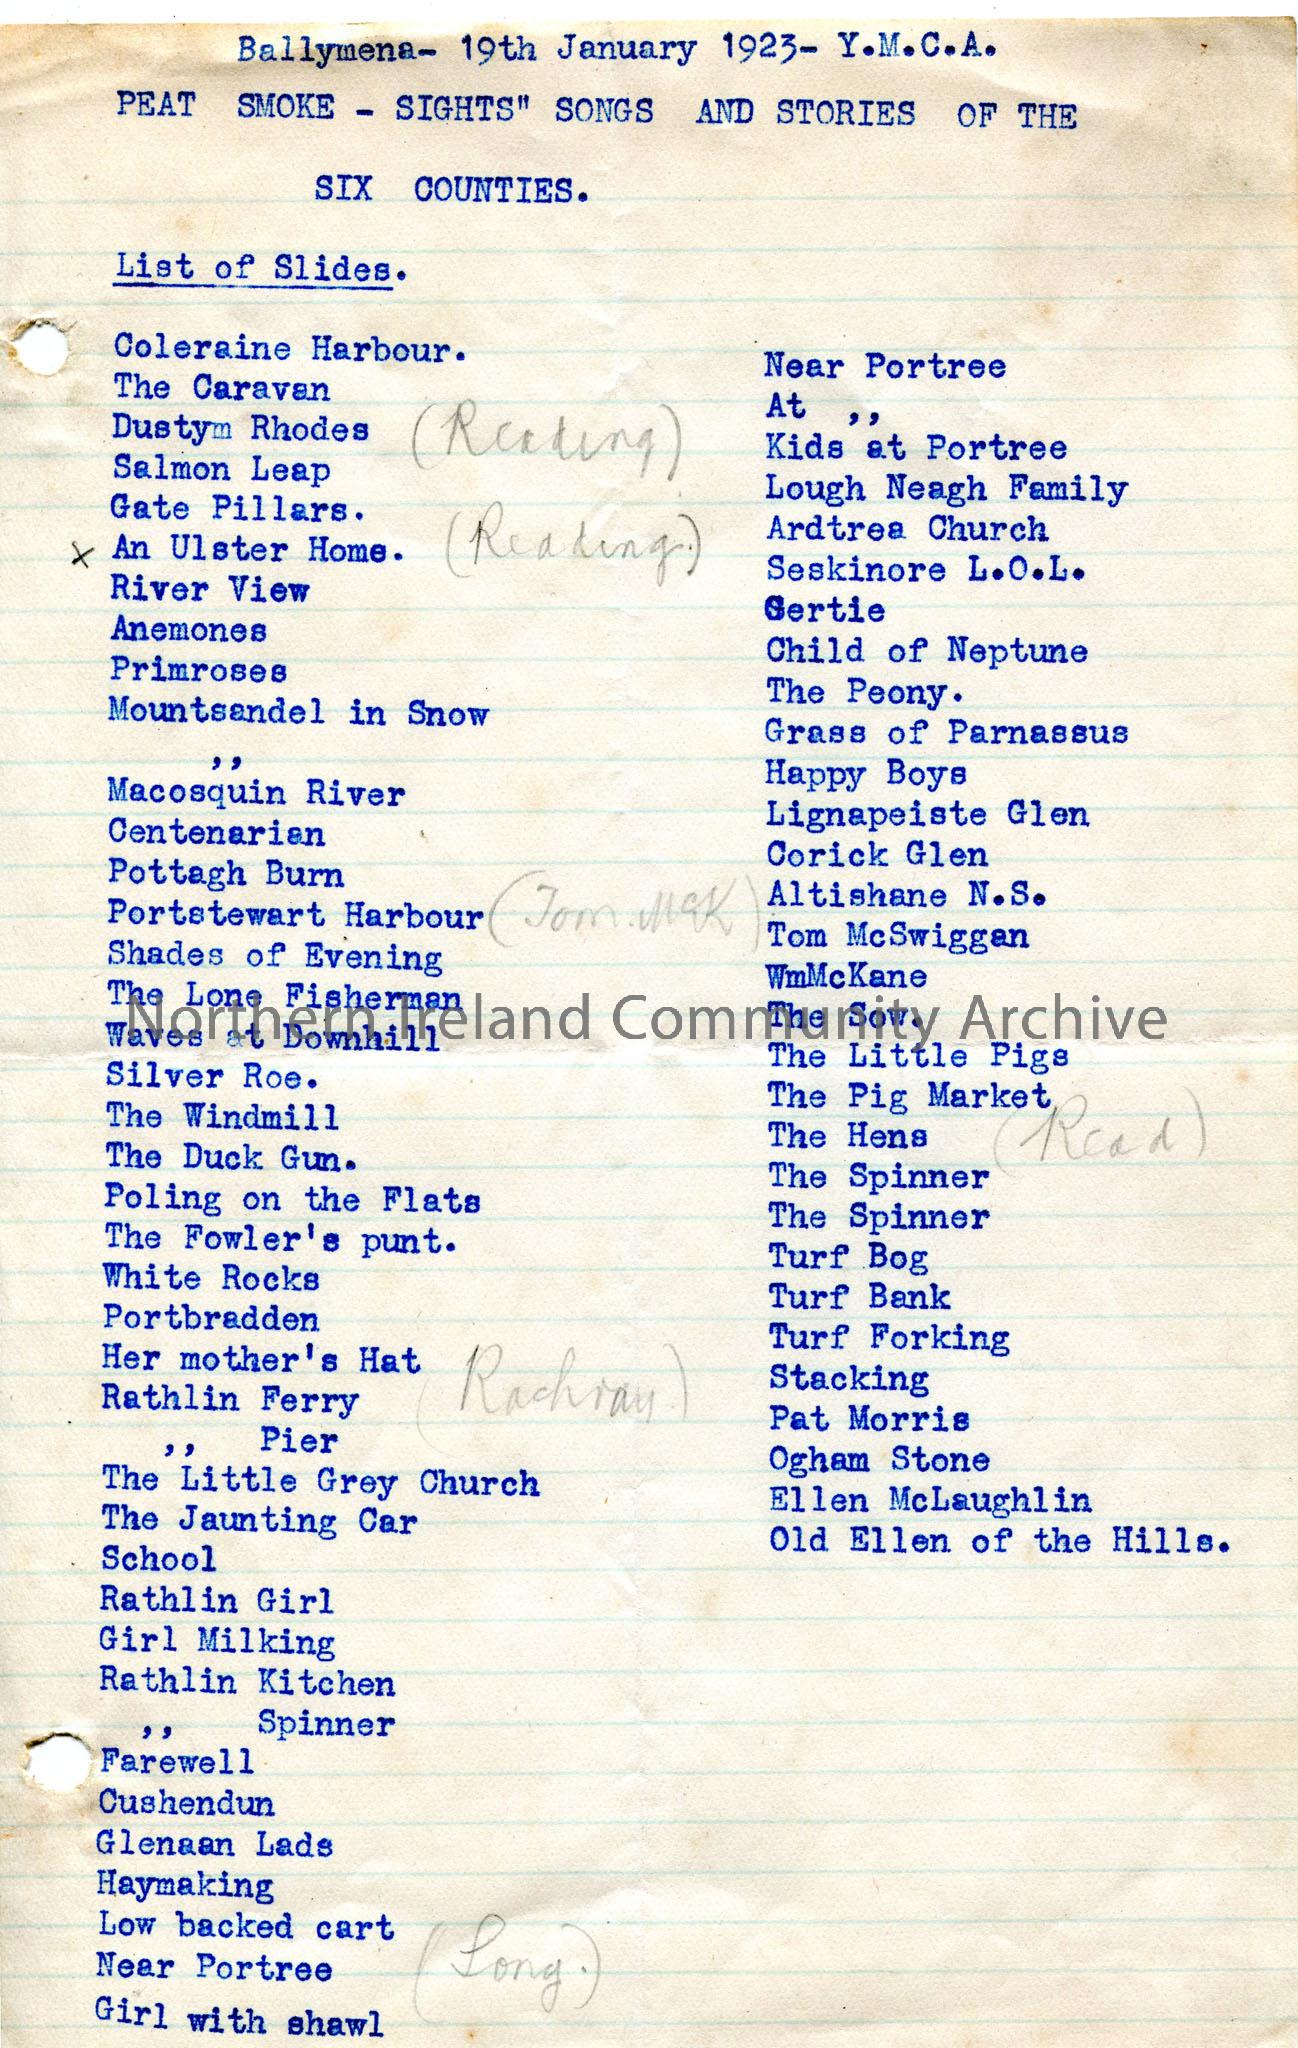 Ballymena- 19th January 1923- Y.M.C.A.
PEAT SMOKE - SIGHTS" SONGS AND STORIES OF THE
SIX COUNTIES.
List of Slides.
Coleraine Harbour.
The Caravan
Dustym Rhodes (Reading)
Salmon Leap
Gate Pillars.
x An Ulster Home. (Reading.)
River View
Anemones
Primroses
Mountsandel in Snow
,,
Macosquin River
Centenarian
Pottagh Burn
Portstewart Harbour (Tom. McK)
Shades of Evening
The Lone Fisherman
Waves at Downhill
Silver Roe.
The Windmill
The Duck Gun.
Poling on the Flats
The Fowler's punt.
White Rocks
Portbradden
Her mother's Hat
Rathlin Ferry (Rachray.)
,, Pier
The Little Grey Church
The Jaunting Car
School
Rathlin Girl
Girl Milking
Rathlin Kitchen
,, Spinner
Farewell
Cushendun
Glenaan Lads
Haymaking
Low backed cart
Near Portree (Song.)
Girl with shawl
Near Portree
At ,,
Kids at Portree
Lough Neagh Family
Ardtrea Church
Seskinore L.O.L.
Gertie
Child of Neptune
The Peony.
Grass of Parnassus
Happy Boys
Lignapeiste Glen
Corick Glen
Altishane N.S.
Tom McSwiggan
WmMcKane
The Sow.
The Little Pigs
The Pig Market
The Hens (Read)
The Spinner
The Spinner
Turf Bog
Turf Bank
Turf Forking
Stacking
Pat Morris
Ogham Stone
Ellen McLaughlin
Old Ellen of the Hills.
Northern Ireland Community Archive